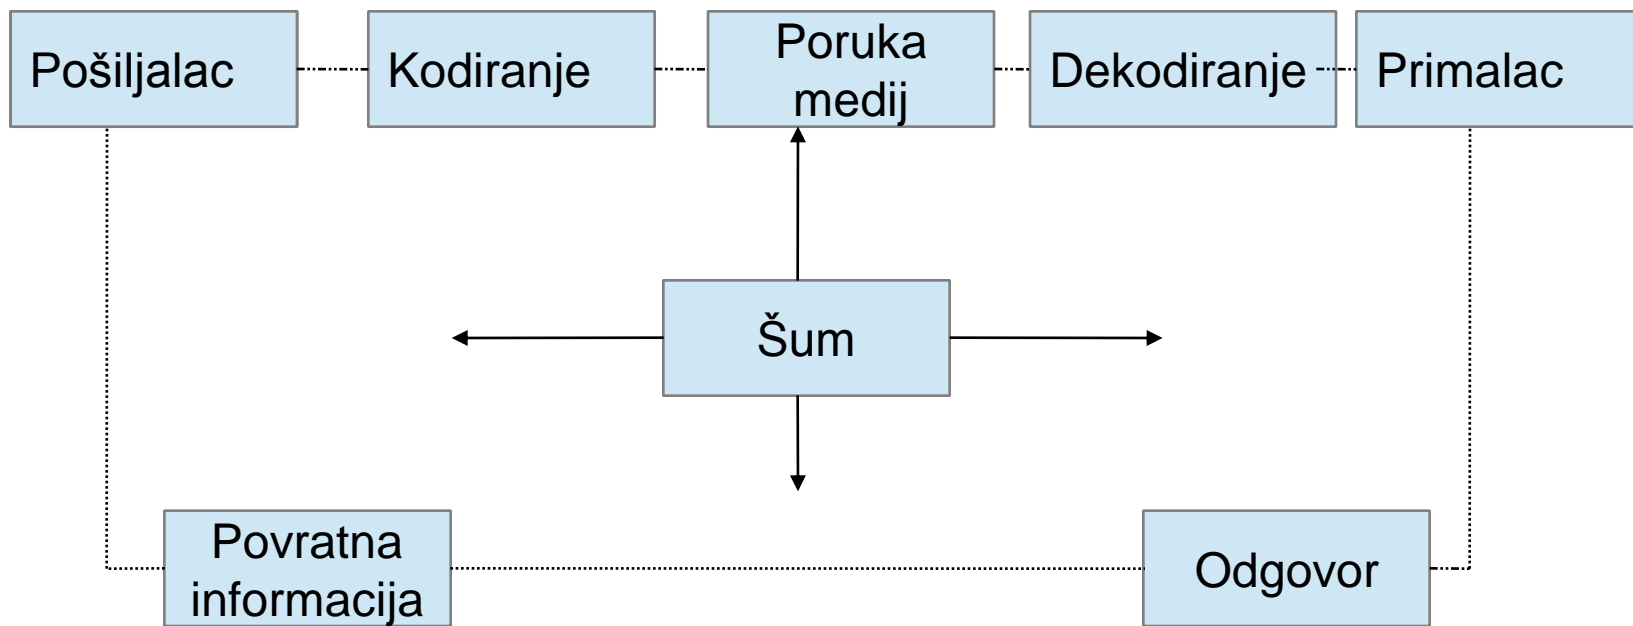 Pošiljalac
Kodiranje
Poruka
medij
Dekodiranje
Primalac
Šum
Povratna
informacija
Odgovor